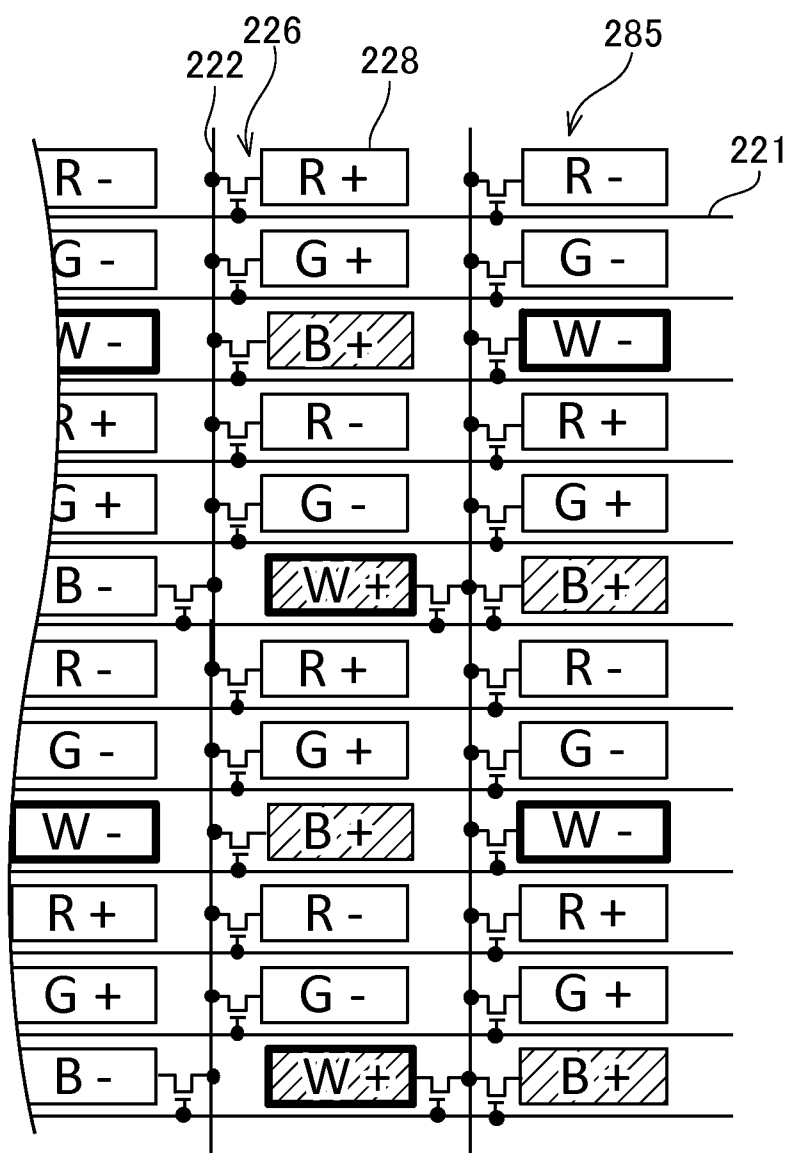 222 226 228 285
221
R - R + R -
G - G + G -
W - B + W -
R + R - R +
G + G - G +
B - W + B +
R - R + R -
G - G + G -
W - B + W -
R + R - R +
G + G - G +
B - W + B +